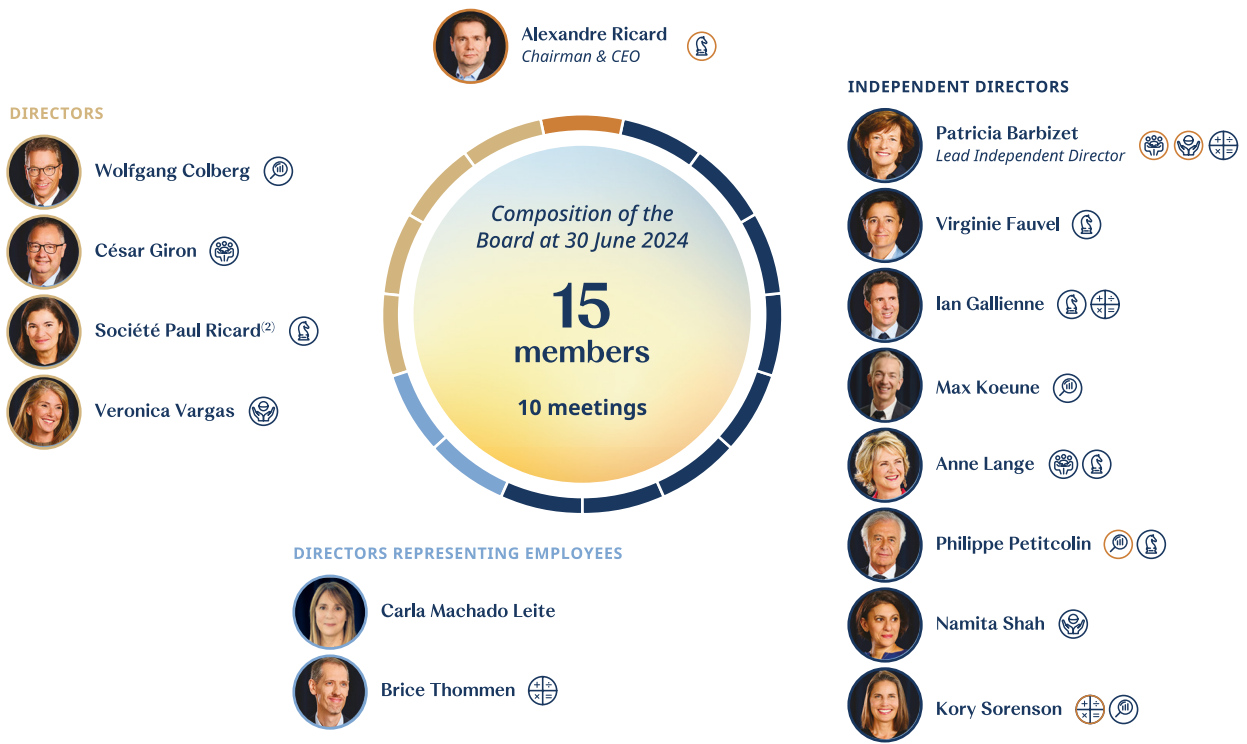 Alexandre Ricard
Chairman & CEO
DIRECTORS
Wolfgang Colberg
César Giron
Société Paul Ricard(2)
Veronica Vargas
Composition of the
Board at 30 June 2024
15
members
10 meetings
DIRECTORS REPRESENTING EMPLOYEES
Carla Machado Leite
Brice Thommen
INDEPENDENT DIRECTORS
Patricia Barbizet
Lead Independent Director
Virginie Fauvel
Ian Gallienne
Max Koeune
Anne Lange
Philippe Petitcolin
Namita Shah
Kory Sorenson